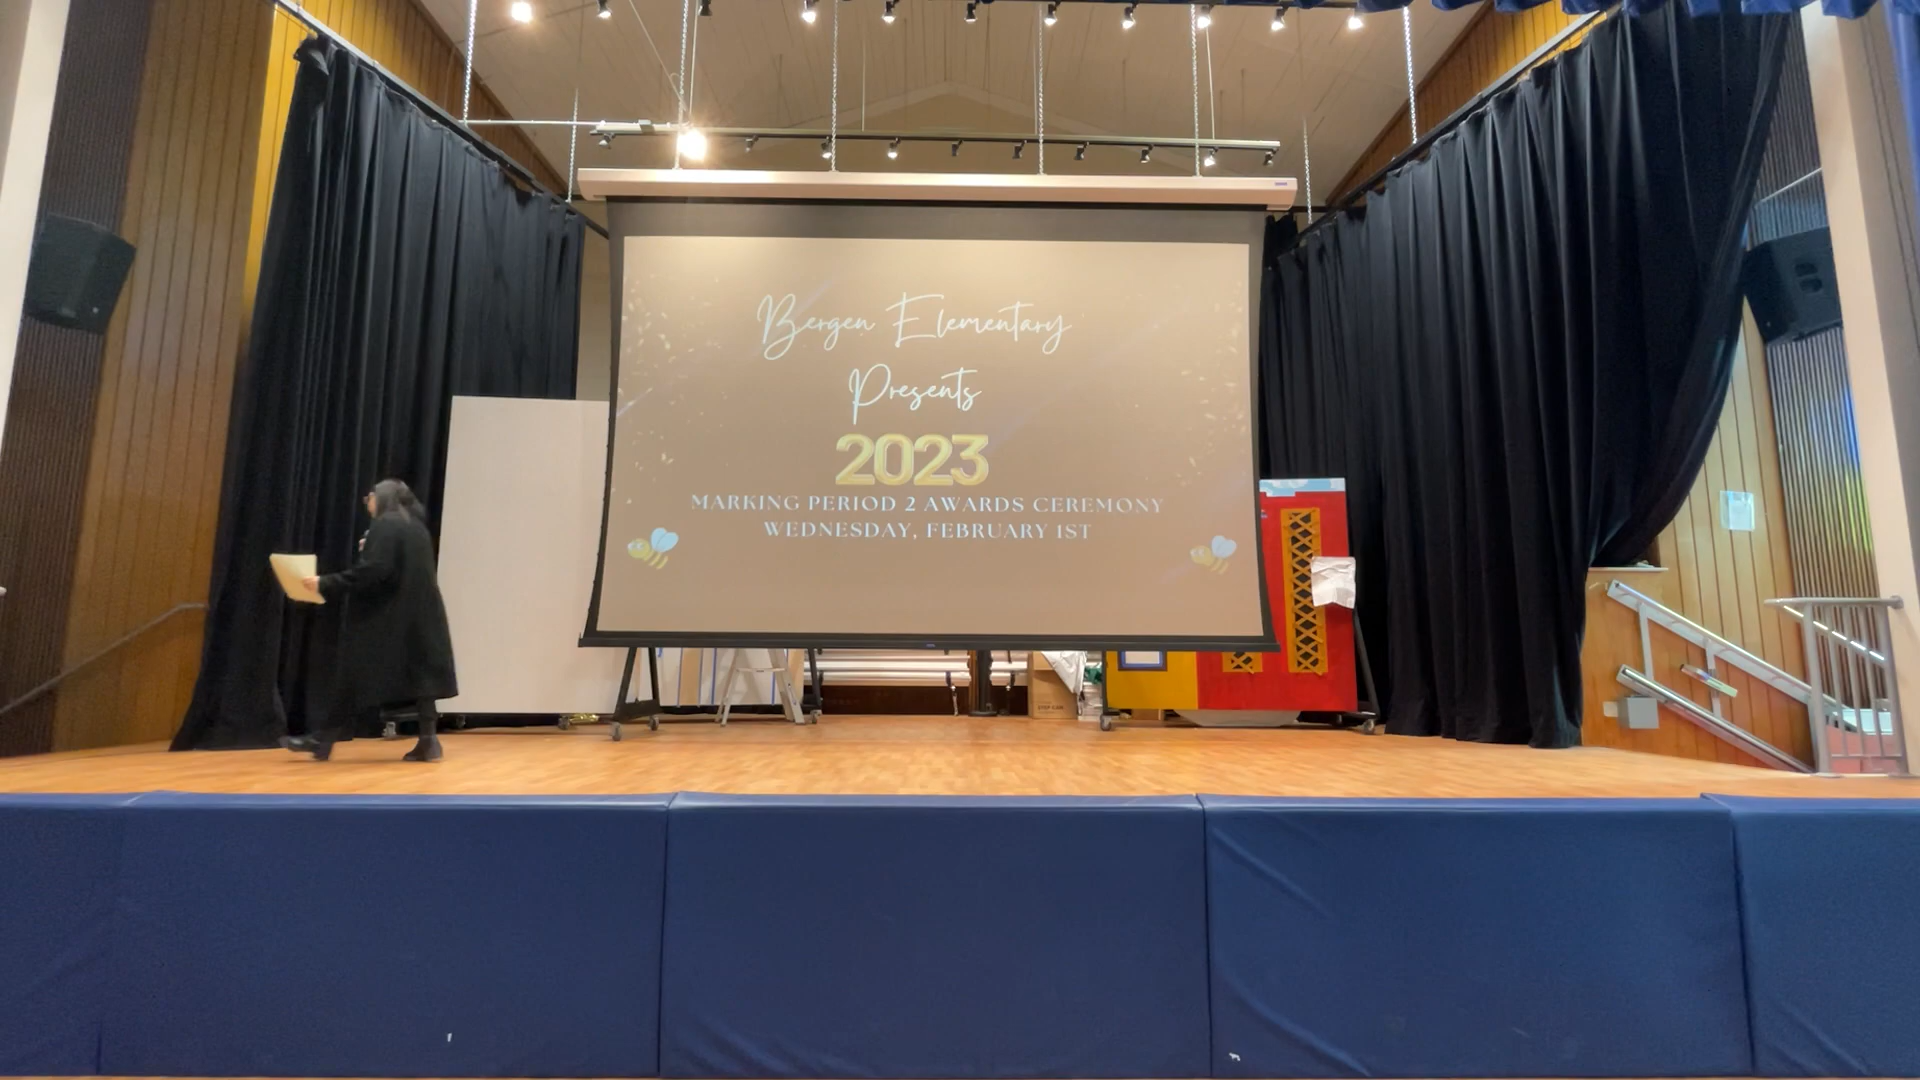 Bergen Elementary
Presents
2023
MARKING PERIOD 2 AWARDS CEREMONY
WEDNESDAY, FEBRUARY 1ST